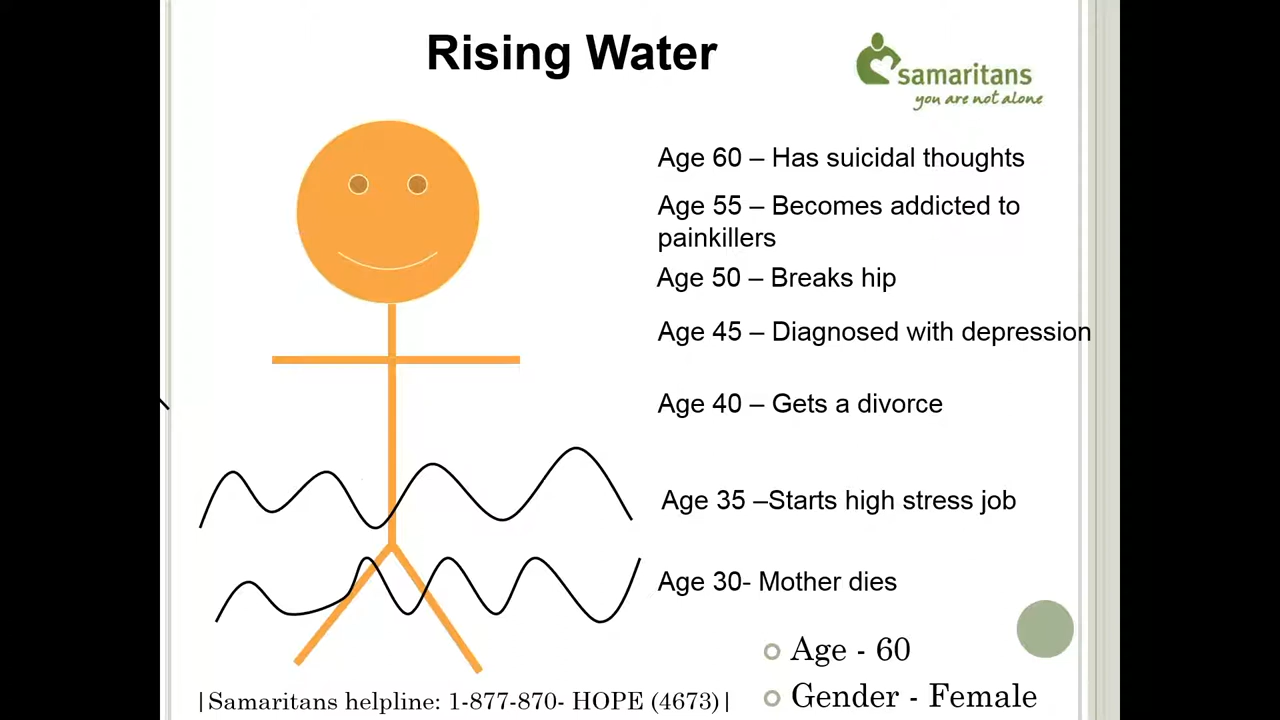 Rising Water
samaritans
you are not alone
Age 60 – Has suicidal thoughts
Age 55 – Becomes addicted to
painkillers
Age 50 – Breaks hip
Age 45 – Diagnosed with depression
Age 40 – Gets a divorce
Age 35 –Starts high stress job
Age 30- Mother dies
Age - 60
Gender - Female
|Samaritans helpline: 1-877-870- HOPE (4673)|